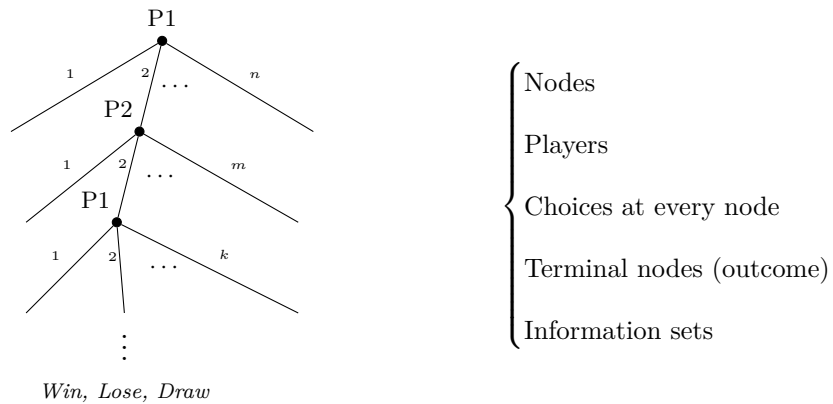 P1
1
2
...
n
P2
1
2
...
m
P1
1
2
...
k
⋮
Win, Lose, Draw
Nodes
Players
Choices at every node
Terminal nodes (outcome)
Information sets